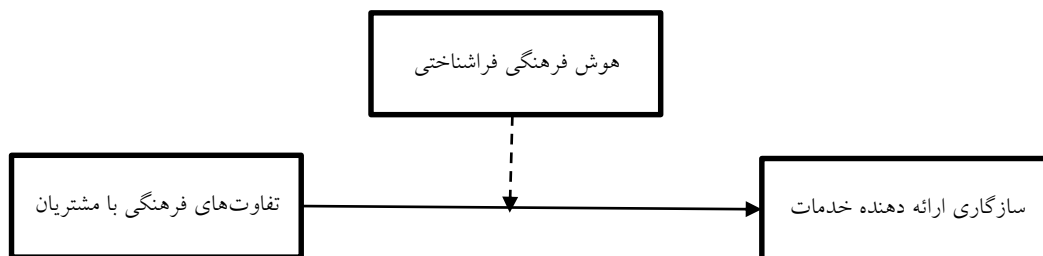 هوش فرهنگی فراشناختی
تفاوت‌های فرهنگی با مشتریان
سازگاری ارائه دهنده خدمات